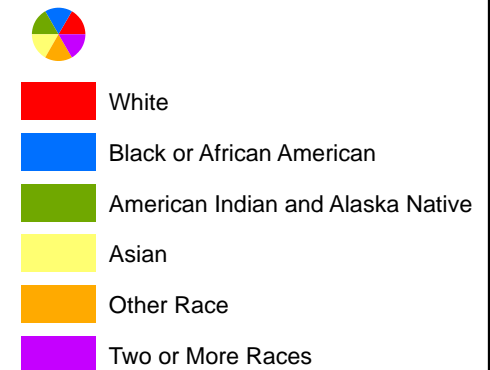 White
Black or African American
American Indian and Alaska Native
Asian
Other Race
Two or More Races